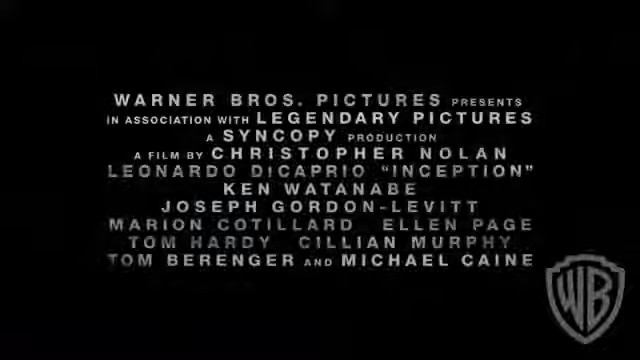 WARNER BROS. PICTURES PRESENTS
IN ASSOCIATION WITH LEGENDARY PICTURES
A SYNCOPY PRODUCTION
A FILM BY CHRISTOPHER NOLAN
LEONARDO DICAPRIO “INCEPTION”
KEN WATANABE
JOSEPH GORDON-LEVITT
MARION COTILLARD ELLEN PAGE
TOM HARDY CILLIAN MURPHY
TOM BERENGER AND MICHAEL CAINE
WB